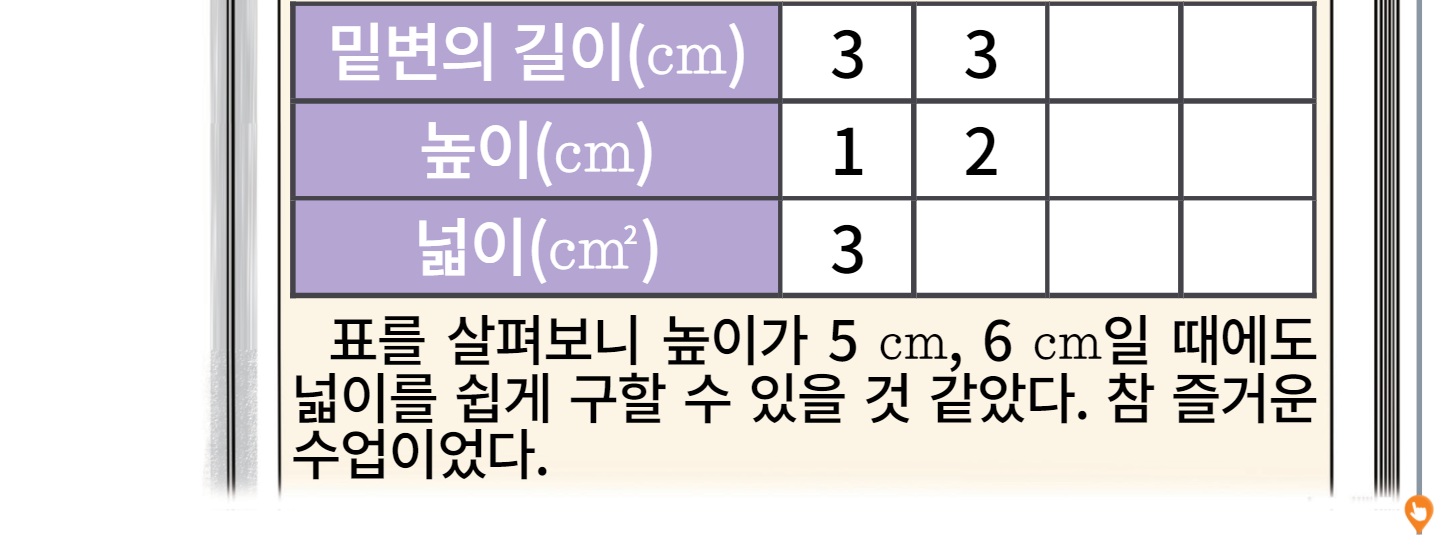 밑변의 길이(cm) 3 3
높이(cm) 1 2
넓이(cm²) 3
표를 살펴보니 높이가 5 cm, 6 cm일 때에도
넓이를 쉽게 구할 수 있을 것 같았다. 참 즐거운
수업이었다.